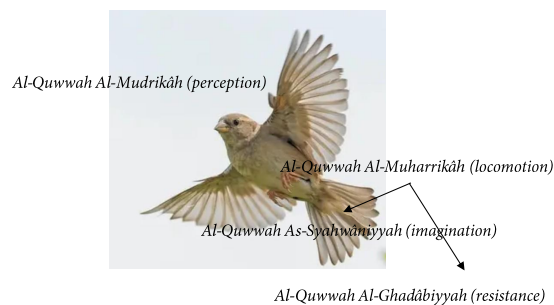 Al-Quwwah Al-Mudrikâh (perception)
Al-Quwwah Al-Muharrikâh (locomotion)
Al-Quwwah As-Syahwâniyyah (imagination)
Al-Quwwah Al-Ghadâbiyyah (resistance)